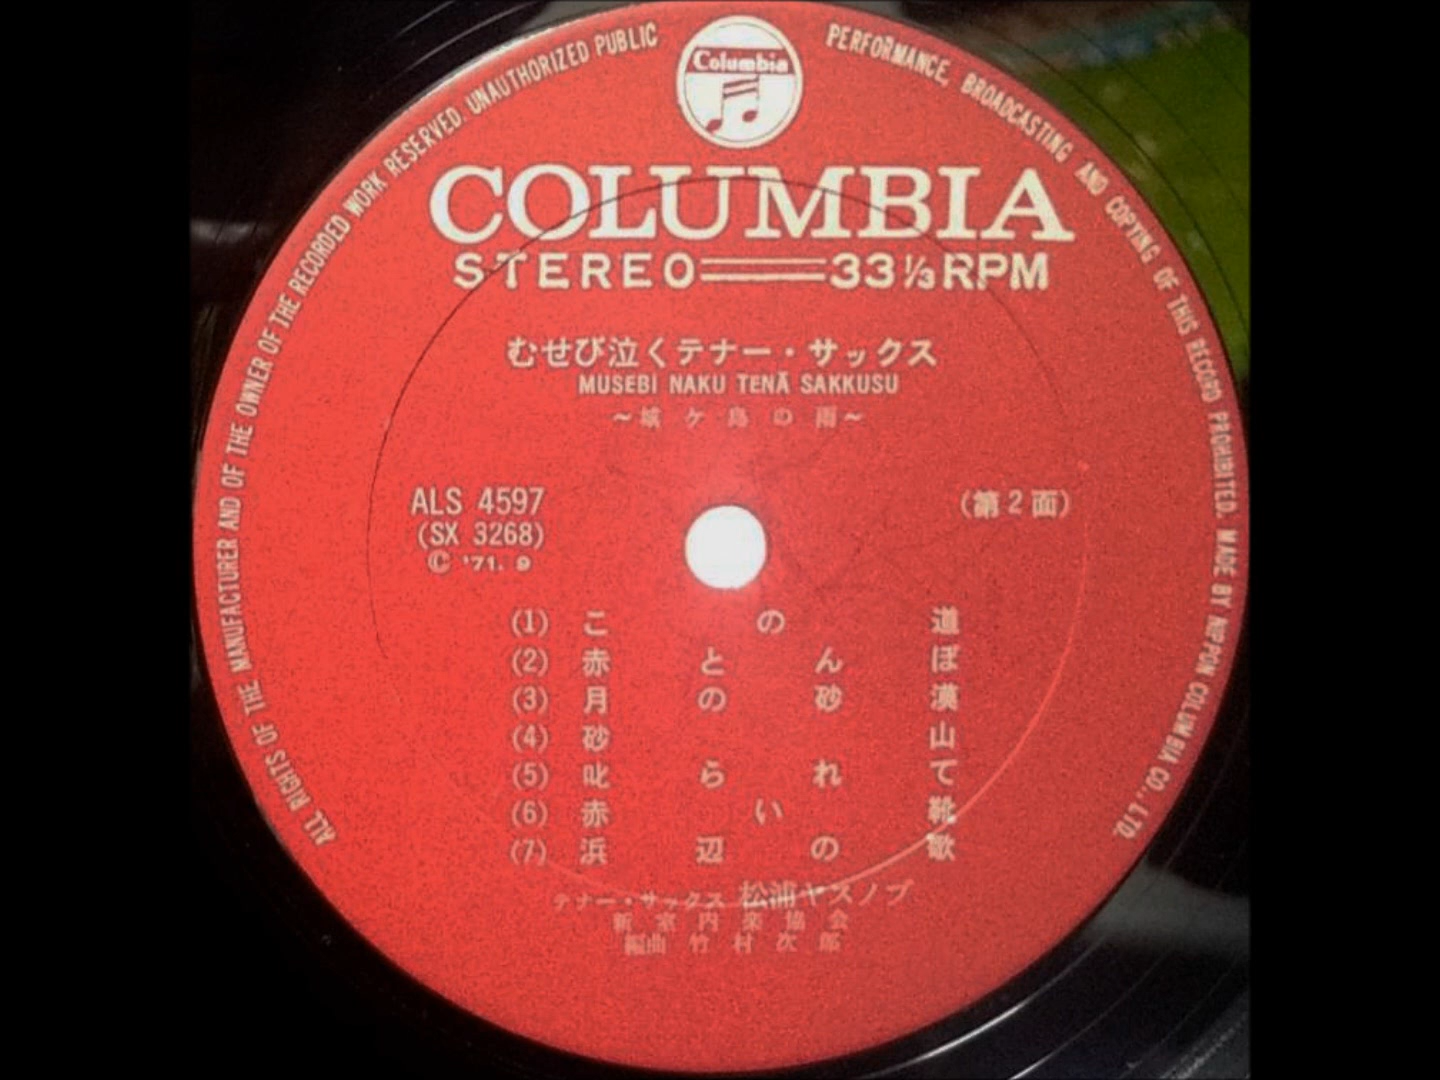 ALL RIGHTS OF THE MANUFACTURER AND OF THE OWNER OF THE RECORDED WORK RESERVED. UNAUTHORIZED PUBLIC PERFORMANCE, BROADCASTING AND COPYING OF THIS RECORD PROHIBITED. MADE BY NIPPON COLUMBIA CO., LTD.
Columbia
COLUMBIA
STEREO 33 1/3 RPM
むせび泣くテナー・サックス
MUSEBI NAKU TENĀ SAKKUSU
~城ケ島の雨~
ALS 4597
(SX 3268)
© '71. 9
(第2面)
(1) この道
(2) 赤とんぼ
(3) 月の砂漠
(4) 砂山
(5) 叱られて
(6) 赤い靴
(7) 浜辺の歌
テナー・サックス 松浦ヤスノブ
新室内楽協会
編曲 竹村次郎